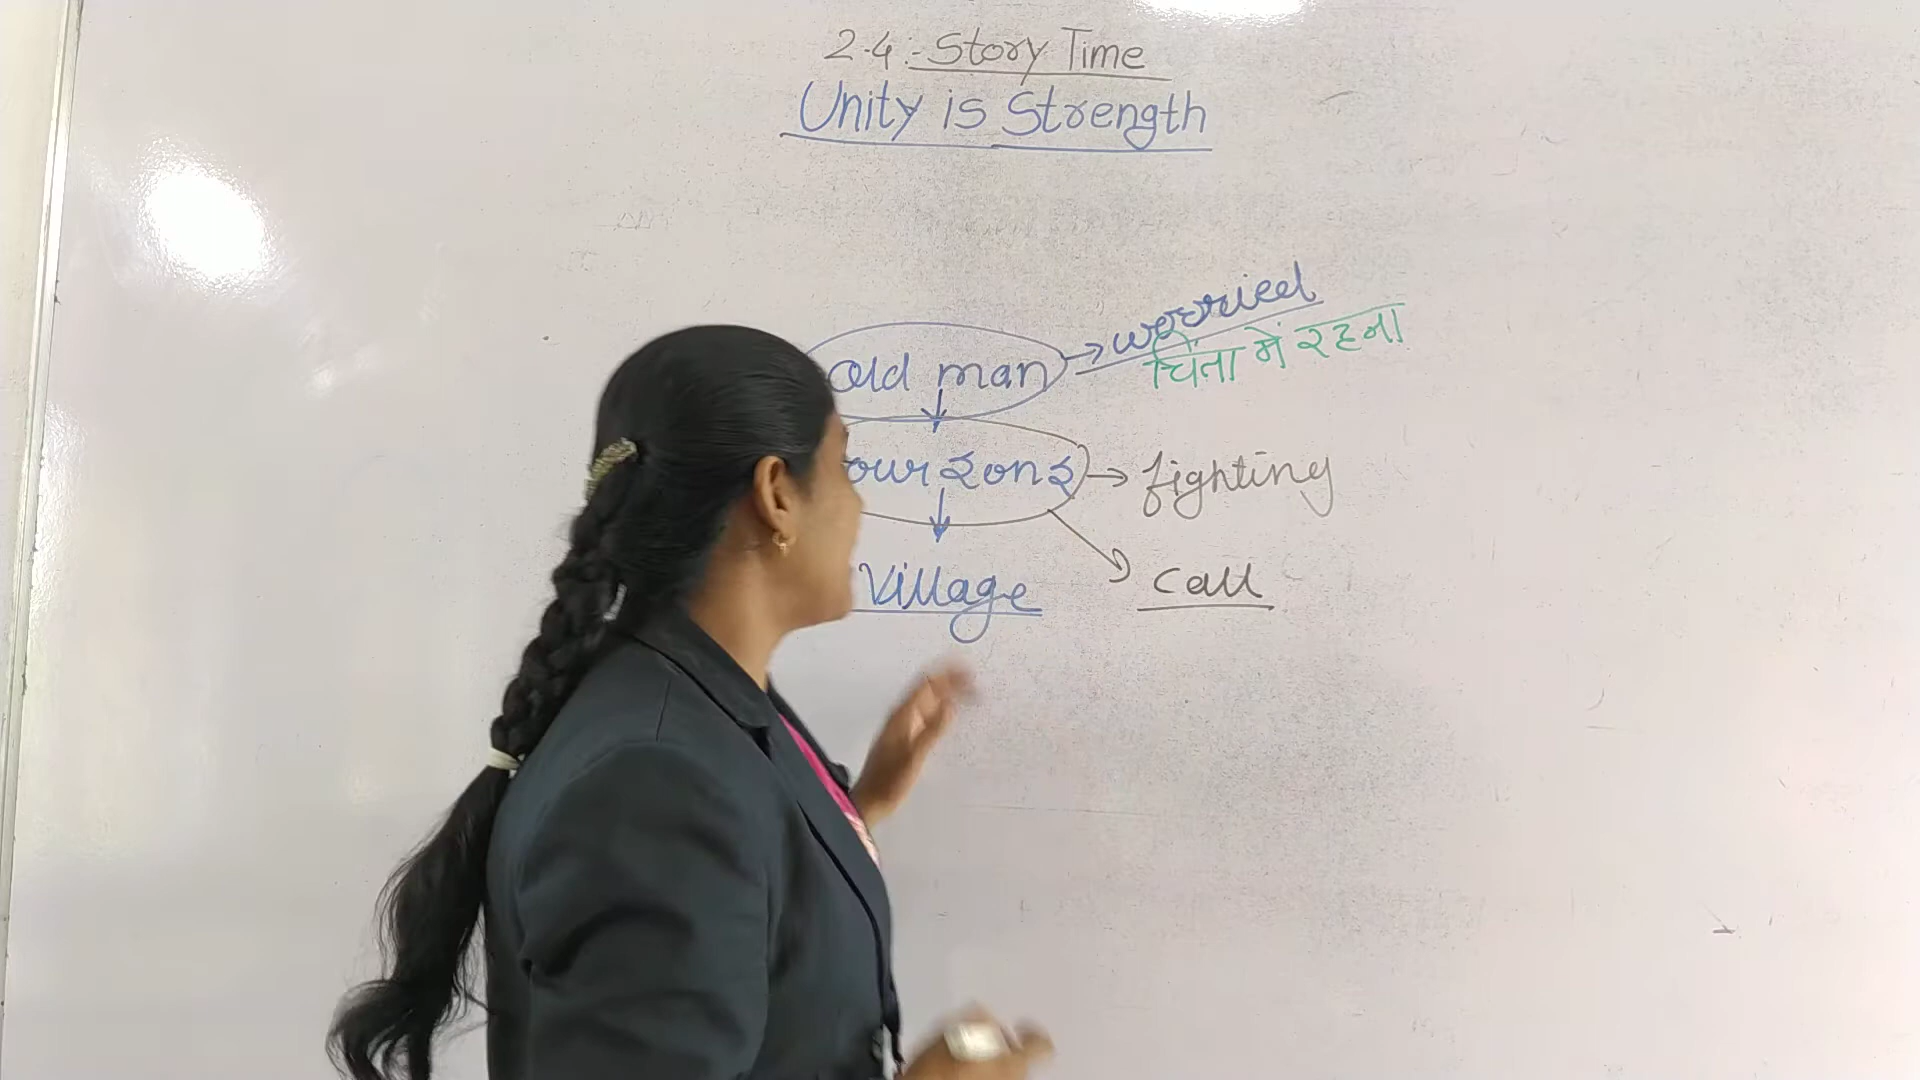 2.4:- Story Time
Unity is Strength
old man → worried
चिंता में रहना
our sons → fighting
Village
call